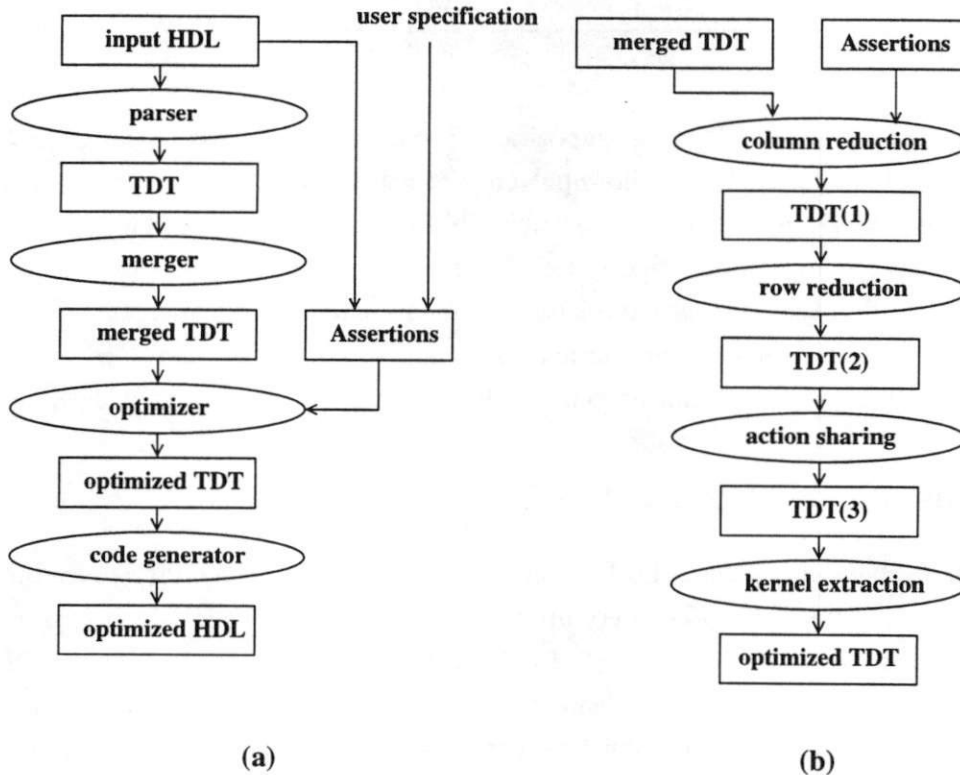 user specification
input HDL
parser
TDT
merger
merged TDT
Assertions
optimizer
optimized TDT
code generator
optimized HDL
(a)
merged TDT
Assertions
column reduction
TDT(1)
row reduction
TDT(2)
action sharing
TDT(3)
kernel extraction
optimized TDT
(b)